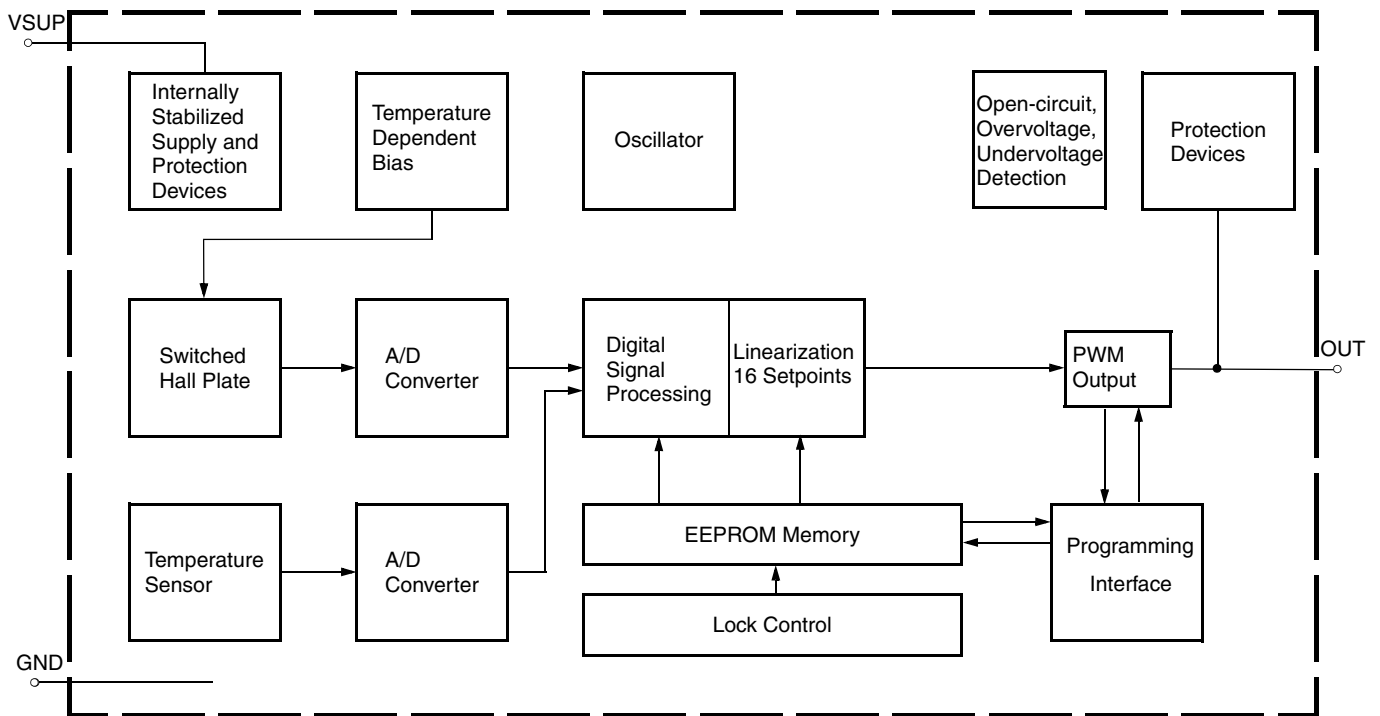 VSUP
Internally
Stabilized
Supply and
Protection
Devices
Temperature
Dependent
Bias
Oscillator
Open-circuit,
Overvoltage,
Undervoltage
Detection
Protection
Devices
Switched
Hall Plate
A/D
Converter
Digital
Signal
Processing
Linearization
16 Setpoints
PWM
Output
OUT
Temperature
Sensor
A/D
Converter
EEPROM Memory
Lock Control
Programming
Interface
GND